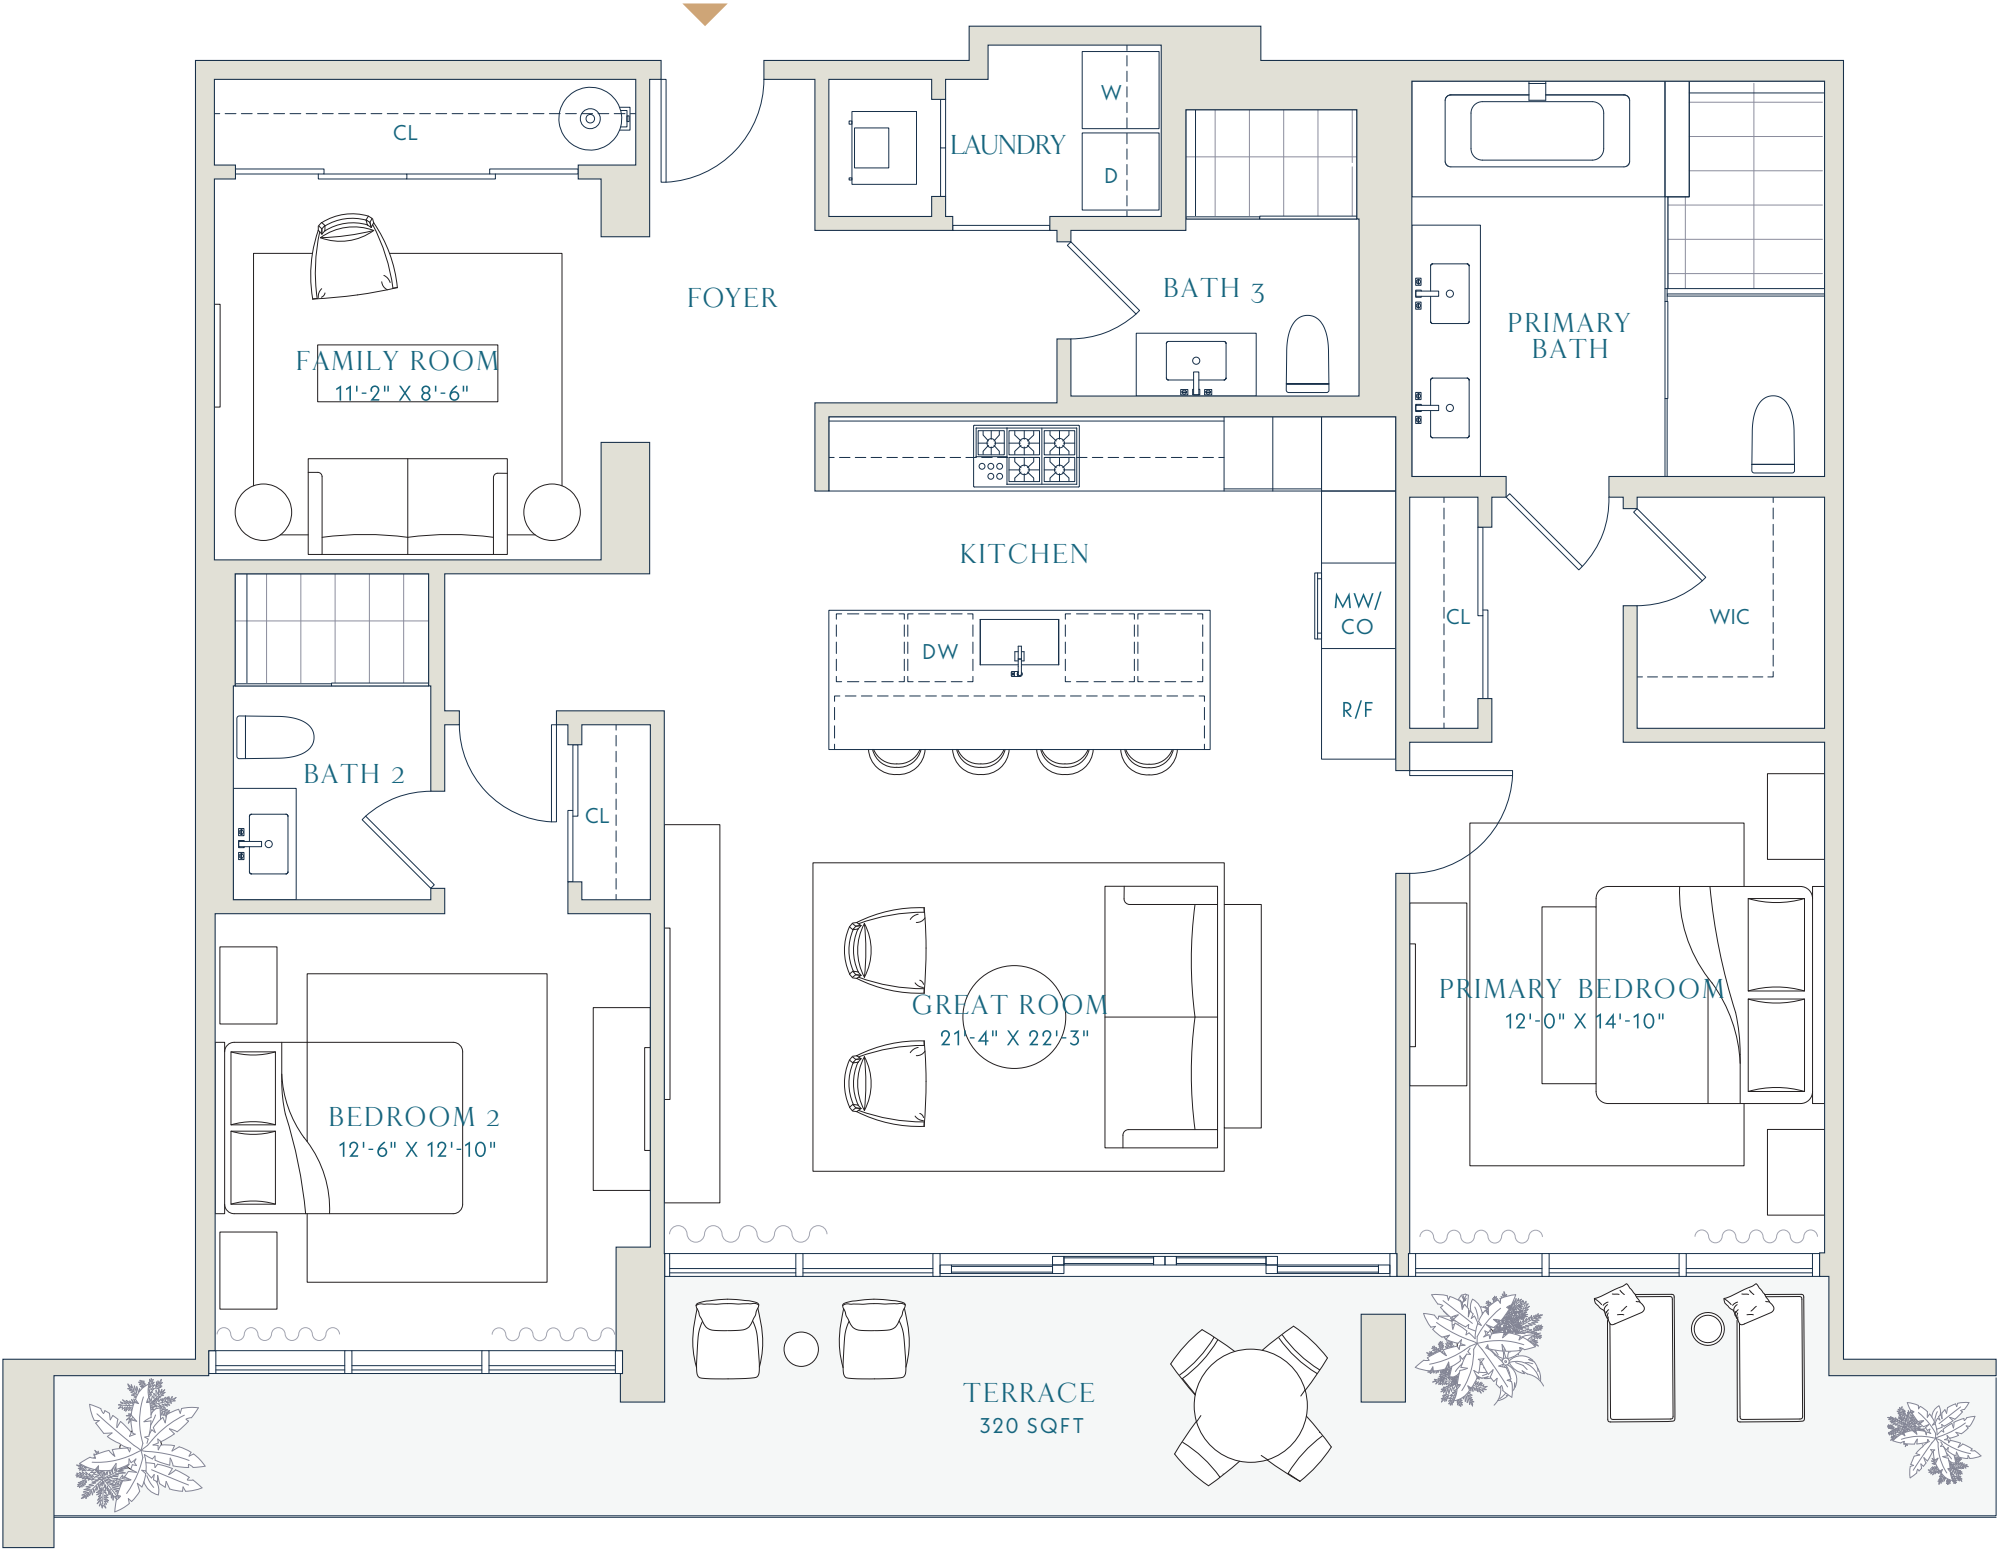 CL
W
LAUNDRY
D
FOYER
BATH 3
PRIMARY
BATH
FAMILY ROOM
11'-2" X 8'-6"
KITCHEN
MW/
CO
CL
WIC
DW
R/F
BATH 2
CL
GREAT ROOM
21'-4" X 22'-3"
PRIMARY BEDROOM
12'-0" X 14'-10"
BEDROOM 2
12'-6" X 12'-10"
TERRACE
320 SQFT